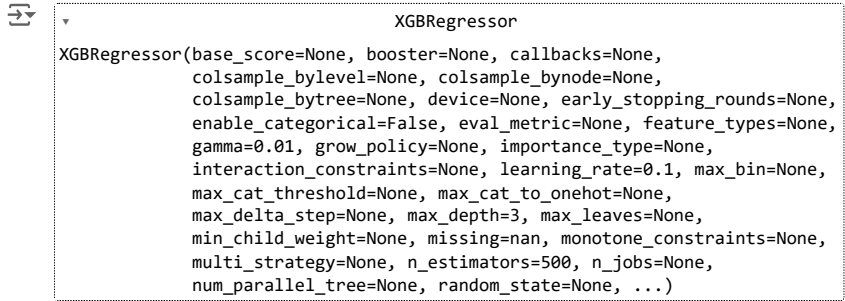 XGBRegressor
XGBRegressor(base_score=None, booster=None, callbacks=None,
colsample_bylevel=None, colsample_bynode=None,
colsample_bytree=None, device=None, early_stopping_rounds=None,
enable_categorical=False, eval_metric=None, feature_types=None,
gamma=0.01, grow_policy=None, importance_type=None,
interaction_constraints=None, learning_rate=0.1, max_bin=None,
max_cat_threshold=None, max_cat_to_onehot=None,
max_delta_step=None, max_depth=3, max_leaves=None,
min_child_weight=None, missing=nan, monotone_constraints=None,
multi_strategy=None, n_estimators=500, n_jobs=None,
num_parallel_tree=None, random_state=None, ...)